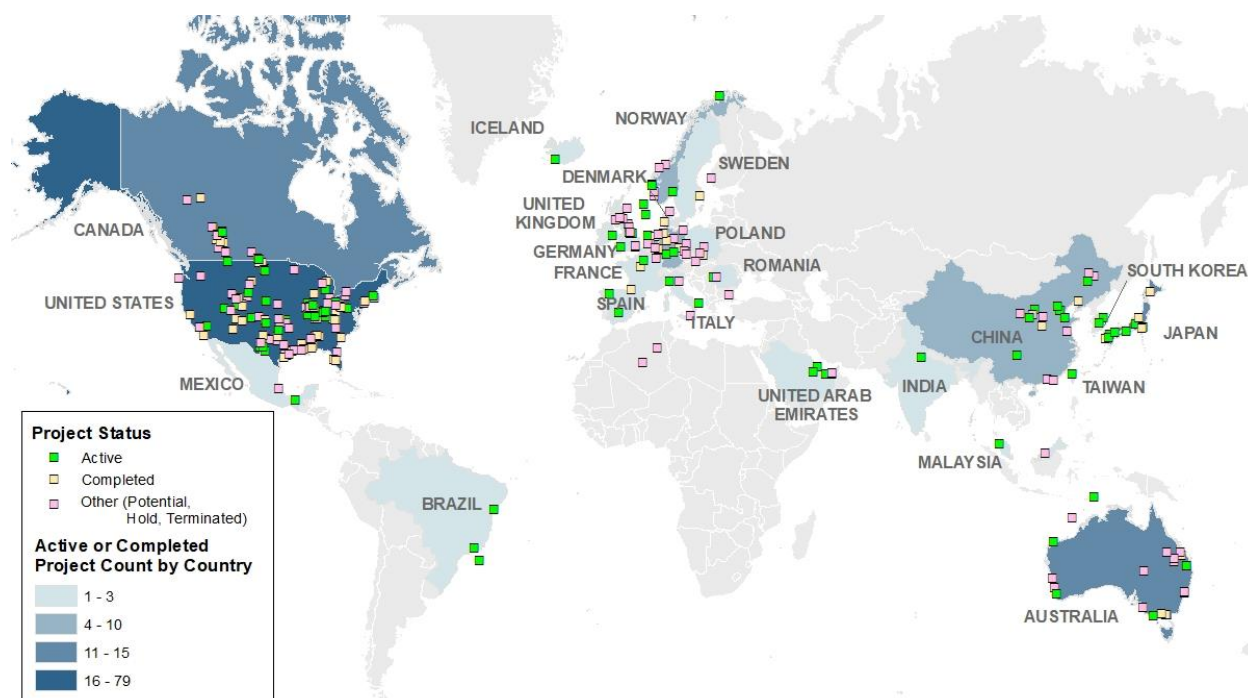 ICELAND
NORWAY
SWEDEN
DENMARK
UNITED
KINGDOM
POLAND
GERMANY
FRANCE
ROMANIA
SPAIN
ITALY
CANADA
UNITED STATES
MEXICO
BRAZIL
SOUTH KOREA
CHINA
JAPAN
TAIWAN
INDIA
UNITED ARAB
EMIRATES
MALAYSIA
AUSTRALIA
Project Status
Active
Completed
Other (Potential,
Hold, Terminated)
Active or Completed
Project Count by Country
1 - 3
4 - 10
11 - 15
16 - 79